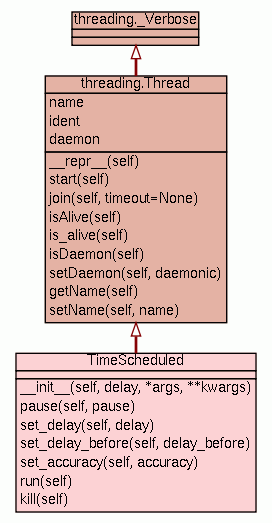 threading._Verbose
threading.Thread
name
ident
daemon
__repr__(self)
start(self)
join(self, timeout=None)
isAlive(self)
is_alive(self)
isDaemon(self)
setDaemon(self, daemonic)
getName(self)
setName(self, name)
TimeScheduled
__init__(self, delay, *args, **kwargs)
pause(self, pause)
set_delay(self, delay)
set_delay_before(self, delay_before)
set_accuracy(self, accuracy)
run(self)
kill(self)